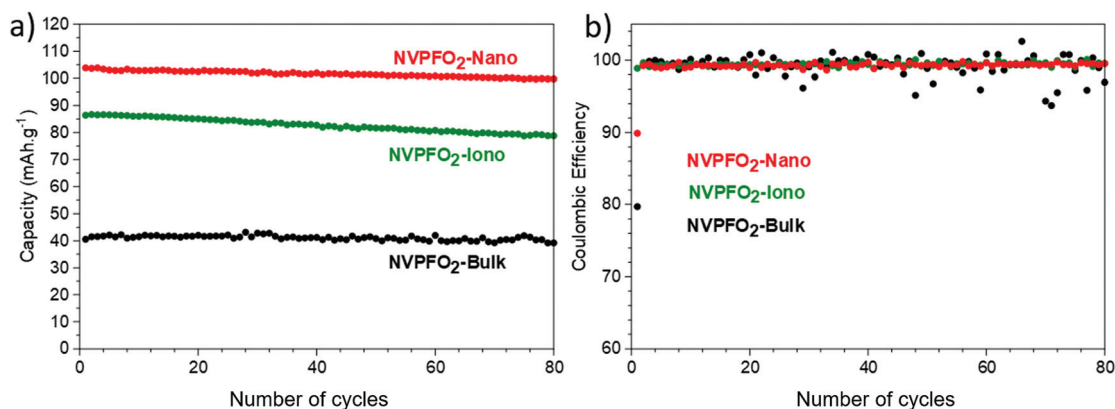 a)
120
110
100
90
80
70
60
50
40
30
20
10
0
Capacity (mAh.g⁻¹)
NVPFO₂-Nano
NVPFO₂-Iono
NVPFO₂-Bulk
0 20 40 60 80
Number of cycles
b)
100
90
80
70
60
Coulombic Efficiency
NVPFO₂-Nano
NVPFO₂-Iono
NVPFO₂-Bulk
0 20 40 60 80
Number of cycles